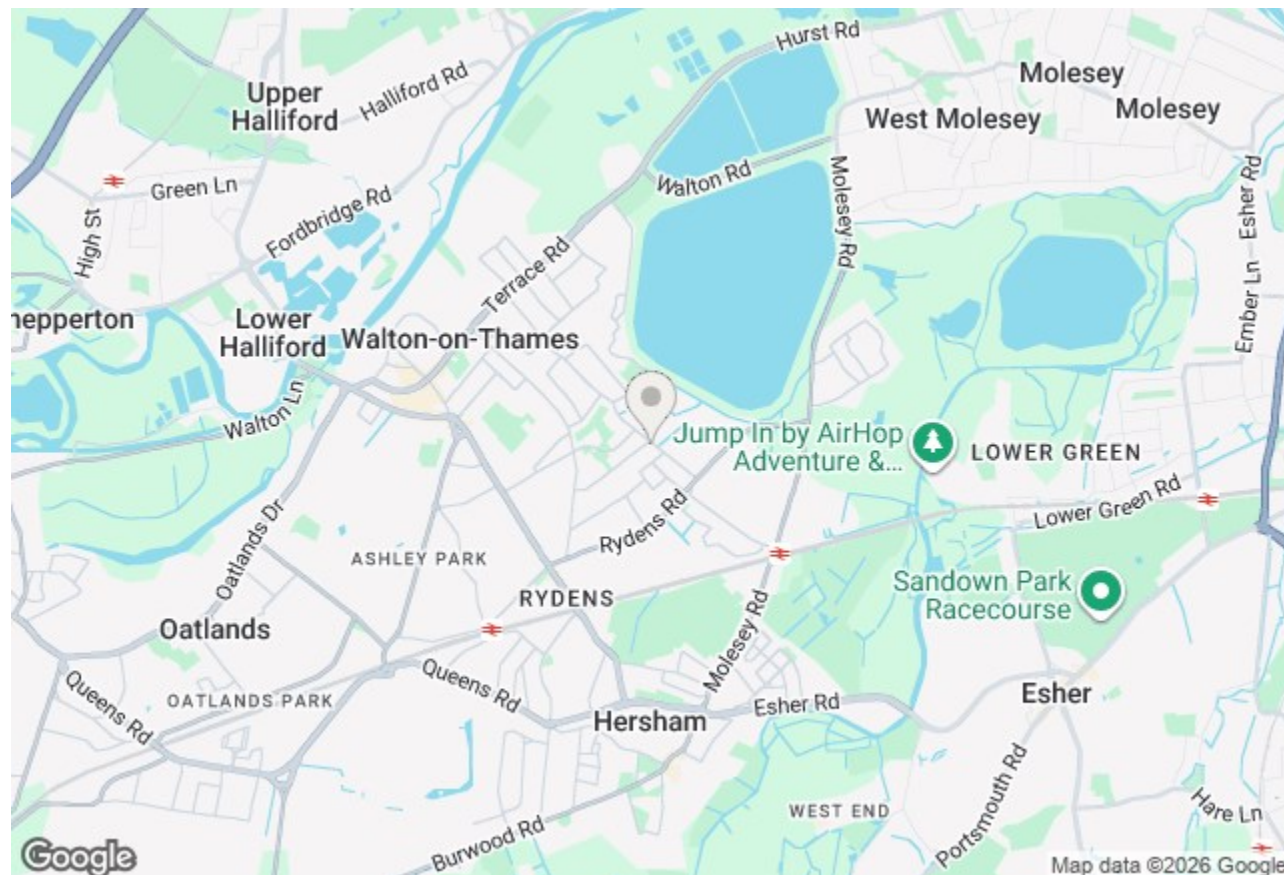 Hurst Rd
Molesey
Molesey
Upper
Halliford
Halliford Rd
West Molesey
Green Ln
Walton Rd
Molesey Rd
Esher Rd
High St
Fordbridge Rd
Terrace Rd
Ember Ln
hepperton
Lower
Halliford
Walton-on-Thames
Walton Ln
Jump In by AirHop
Adventure &...
LOWER GREEN
Lower Green Rd
Rydens Rd
Oatlands Dr
ASHLEY PARK
RYDENS
Sandown Park
Racecourse
Oatlands
Molesey Rd
Queens Rd
Queens Rd
OATLANDS PARK
Hersham
Esher Rd
Esher
Portsmouth Rd
WEST END
Hare Ln
Burwood Rd
Google
Map data ©2026 Google